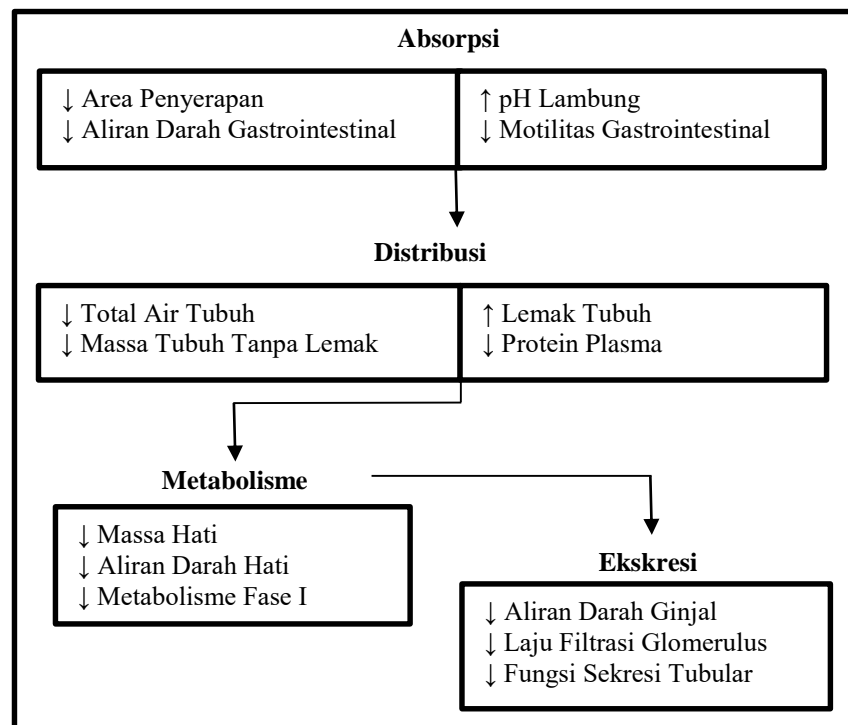 Absorpsi
↓ Area Penyerapan
↓ Aliran Darah Gastrointestinal
↑ pH Lambung
↓ Motilitas Gastrointestinal
Distribusi
↓ Total Air Tubuh
↓ Massa Tubuh Tanpa Lemak
↑ Lemak Tubuh
↓ Protein Plasma
Metabolisme
↓ Massa Hati
↓ Aliran Darah Hati
↓ Metabolisme Fase I
Ekskresi
↓ Aliran Darah Ginjal
↓ Laju Filtrasi Glomerulus
↓ Fungsi Sekresi Tubular